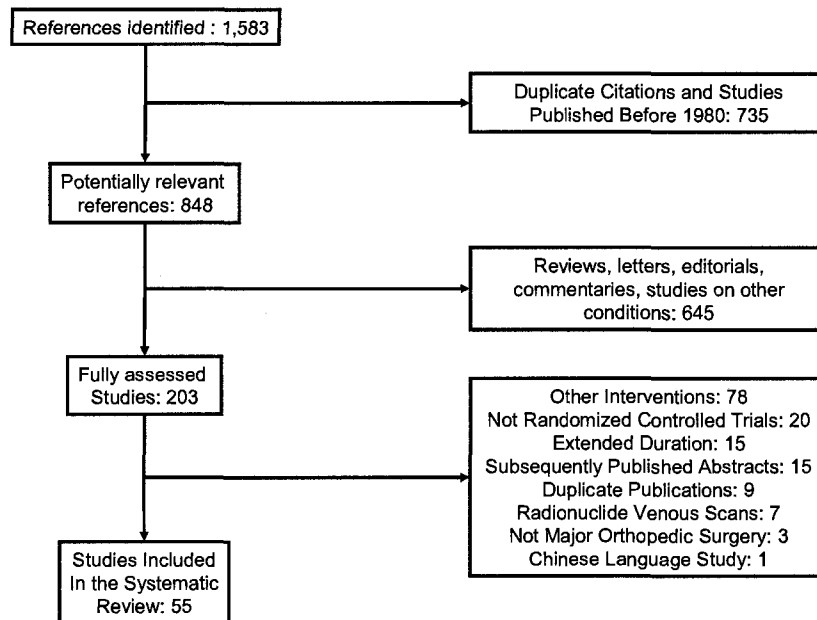 References identified : 1,583
Duplicate Citations and Studies
Published Before 1980: 735
Potentially relevant
references: 848
Reviews, letters, editorials,
commentaries, studies on other
conditions: 645
Fully assessed
Studies: 203
Other Interventions: 78
Not Randomized Controlled Trials: 20
Extended Duration: 15
Subsequently Published Abstracts: 15
Duplicate Publications: 9
Radionuclide Venous Scans: 7
Not Major Orthopedic Surgery: 3
Chinese Language Study: 1
Studies Included
In the Systematic
Review: 55